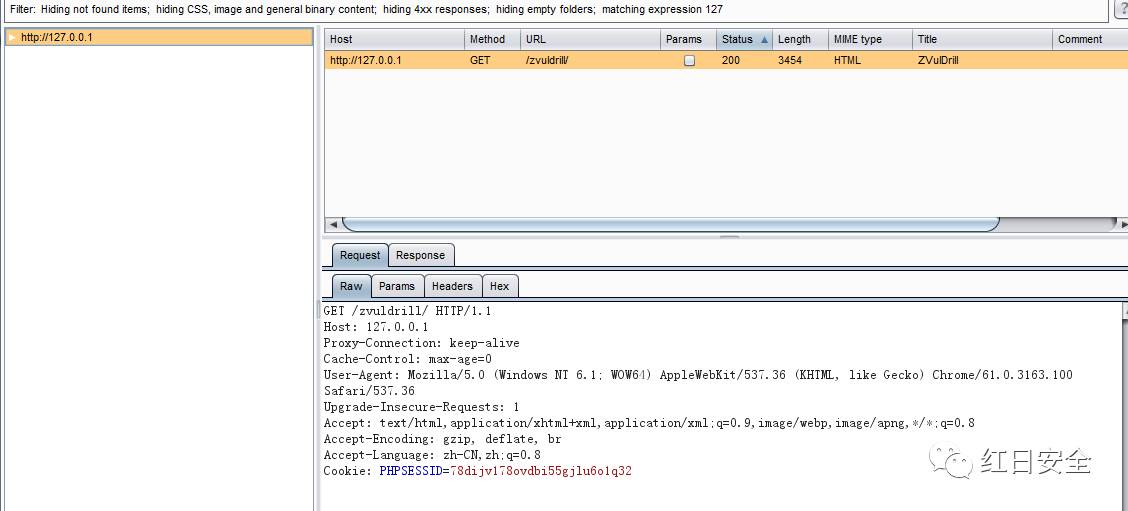 Filter: Hiding not found items; hiding CSS, image and general binary content; hiding 4xx responses; hiding empty folders; matching expression 127
?
http://127.0.0.1
Host Method URL Params Status Length MIME type Title Comment
http://127.0.0.1 GET /zvuldrill/ 200 3454 HTML ZVulDrill
Request Response
Raw Params Headers Hex
GET /zvuldrill/ HTTP/1.1
Host: 127.0.0.1
Proxy-Connection: keep-alive
Cache-Control: max-age=0
User-Agent: Mozilla/5.0 (Windows NT 6.1; WOW64) AppleWebKit/537.36 (KHTML, like Gecko) Chrome/61.0.3163.100
Safari/537.36
Upgrade-Insecure-Requests: 1
Accept: text/html,application/xhtml+xml,application/xml;q=0.9,image/webp,image/apng,*/*;q=0.8
Accept-Encoding: gzip, deflate, br
Accept-Language: zh-CN,zh;q=0.8
Cookie: PHPSESSID=78dijv178ovdbi55gjlu6o1q32
红日安全